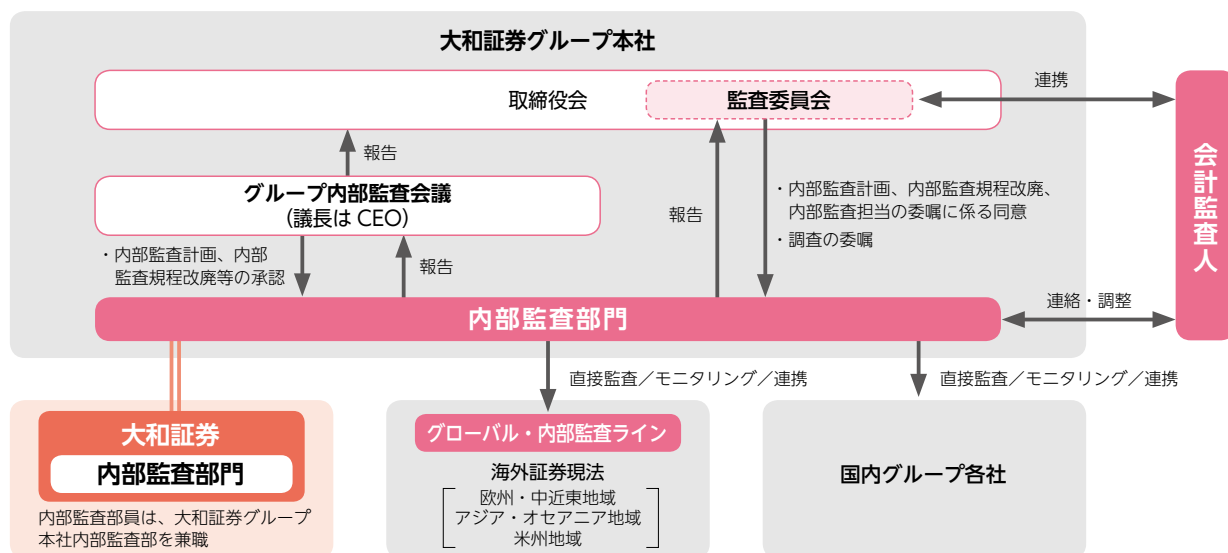 大和証券グループ本社
取締役会
監査委員会
連携
会計監査人
報告
グループ内部監査会議
(議長は CEO)
・内部監査計画、内部
監査規程改廃等の承認
報告
報告
・内部監査計画、内部監査規程改廃、
内部監査担当の委嘱に係る同意
・調査の委嘱
内部監査部門
連絡・調整
直接監査／モニタリング／連携
直接監査／モニタリング／連携
大和証券
内部監査部門
内部監査部員は、大和証券グループ
本社内部監査部を兼職
グローバル・内部監査ライン
海外証券現法
欧州・中近東地域
アジア・オセアニア地域
米州地域
国内グループ各社